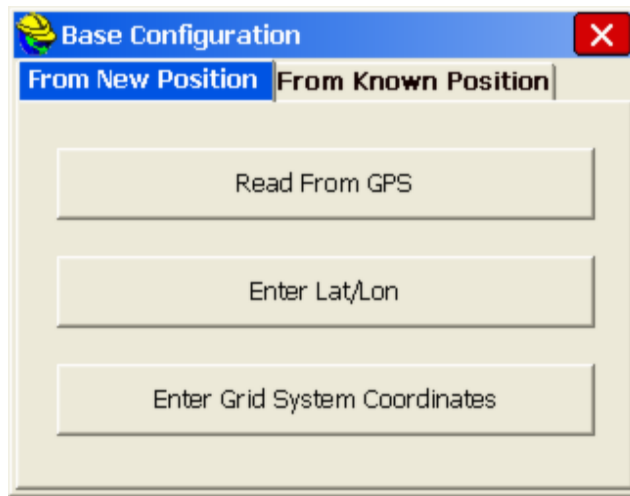 Base Configuration
From New Position From Known Position
Read From GPS
Enter Lat/Lon
Enter Grid System Coordinates